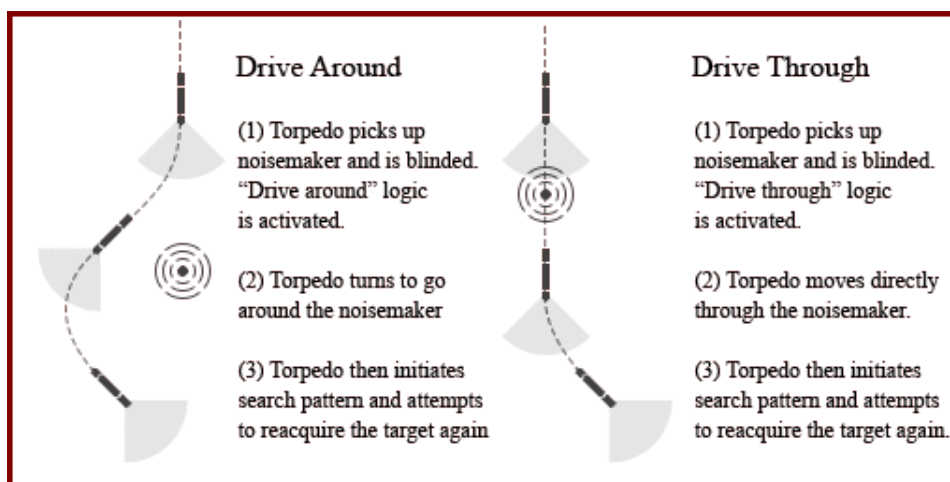 Drive Around
(1) Torpedo picks up
noisemaker and is blinded.
“Drive around” logic
is activated.
(2) Torpedo turns to go
around the noisemaker
(3) Torpedo then initiates
search pattern and attempts
to reacquire the target again
Drive Through
(1) Torpedo picks up
noisemaker and is blinded.
“Drive through” logic
is activated.
(2) Torpedo moves directly
through the noisemaker.
(3) Torpedo then initiates
search pattern and attempts
to reacquire the target again.